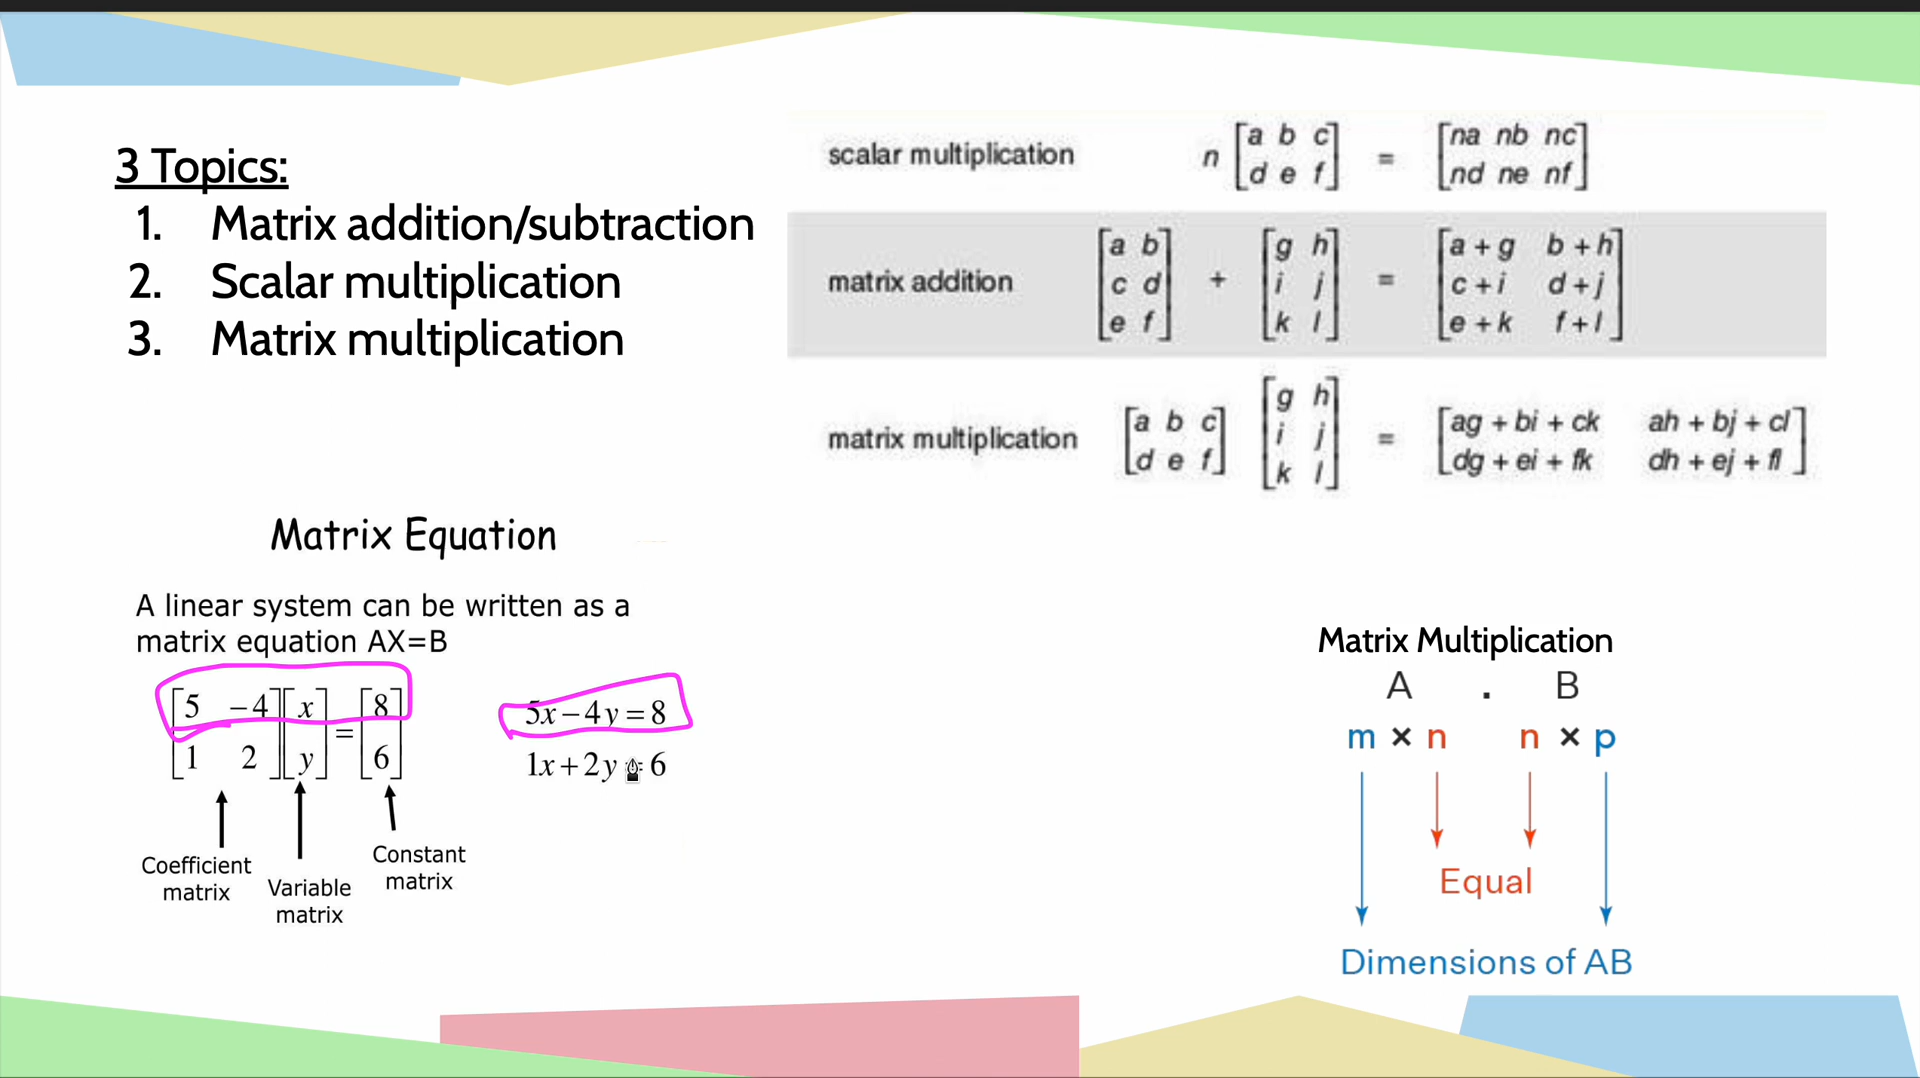 3 Topics:
1. Matrix addition/subtraction
2. Scalar multiplication
3. Matrix multiplication
scalar multiplication n [a b c] = [na nb nc]
[d e f] [nd ne nf]
matrix addition [a b] + [g h] = [a + g b + h]
[c d] [i j] [c + i d + j]
[e f] [k l] [e + k f + l]
matrix multiplication [a b c] [g h] = [ag + bi + ck ah + bj + cl]
[d e f] [i j] [dg + ei + fk dh + ej + fl]
[k l]
Matrix Equation
A linear system can be written as a
matrix equation AX=B
[5 −4][x] = [8]
[1 2][y] [6]
5x − 4y = 8
1x + 2y = 6
Coefficient
matrix
Variable
matrix
Constant
matrix
Matrix Multiplication
A . B
m × n n × p
Equal
Dimensions of AB